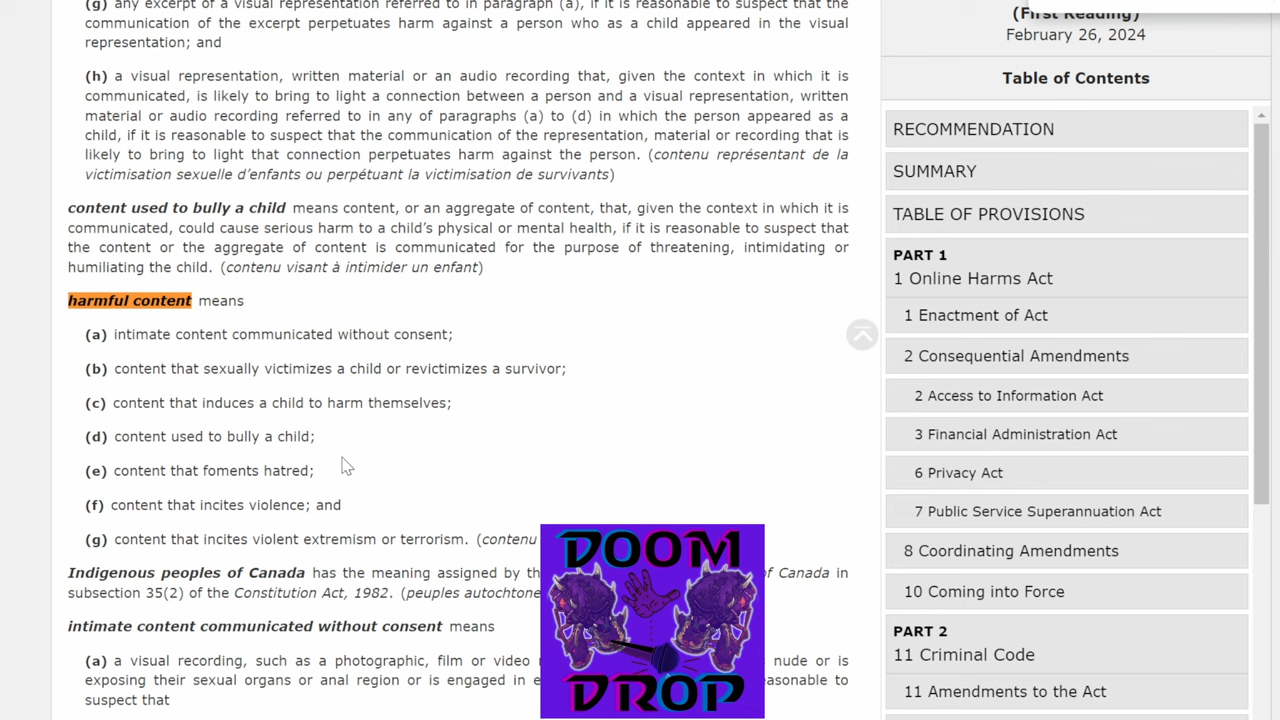 (g) any excerpt of a visual representation referred to in paragraph (a), if it is reasonable to suspect that the
communication of the excerpt perpetuates harm against a person who as a child appeared in the visual
representation; and
(h) a visual representation, written material or an audio recording that, given the context in which it is
communicated, is likely to bring to light a connection between a person and a visual representation, written
material or audio recording referred to in any of paragraphs (a) to (d) in which the person appeared as a
child, if it is reasonable to suspect that the communication of the representation, material or recording that is
likely to bring to light that connection perpetuates harm against the person. (contenu représentant de la
victimisation sexuelle d'enfants ou perpétuant la victimisation de survivants)
content used to bully a child means content, or an aggregate of content, that, given the context in which it is
communicated, could cause serious harm to a child's physical or mental health, if it is reasonable to suspect that
the content or the aggregate of content is communicated for the purpose of threatening, intimidating or
humiliating the child. (contenu visant à intimider un enfant)
harmful content means
(a) intimate content communicated without consent;
(b) content that sexually victimizes a child or revictimizes a survivor;
(c) content that induces a child to harm themselves;
(d) content used to bully a child;
(e) content that foments hatred;
(f) content that incites violence; and
(g) content that incites violent extremism or terrorism. (contenu
Indigenous peoples of Canada has the meaning assigned by th of Canada in
subsection 35(2) of the Constitution Act, 1982. (peuples autochtone
intimate content communicated without consent means
(a) a visual recording, such as a photographic, film or video nude or is
exposing their sexual organs or anal region or is engaged in
suspect that
DOOM
DROP
(First Reading)
February 26, 2024
Table of Contents
RECOMMENDATION
SUMMARY
TABLE OF PROVISIONS
PART 1
1 Online Harms Act
1 Enactment of Act
2 Consequential Amendments
2 Access to Information Act
3 Financial Administration Act
6 Privacy Act
7 Public Service Superannuation Act
8 Coordinating Amendments
10 Coming into Force
PART 2
11 Criminal Code
11 Amendments to the Act